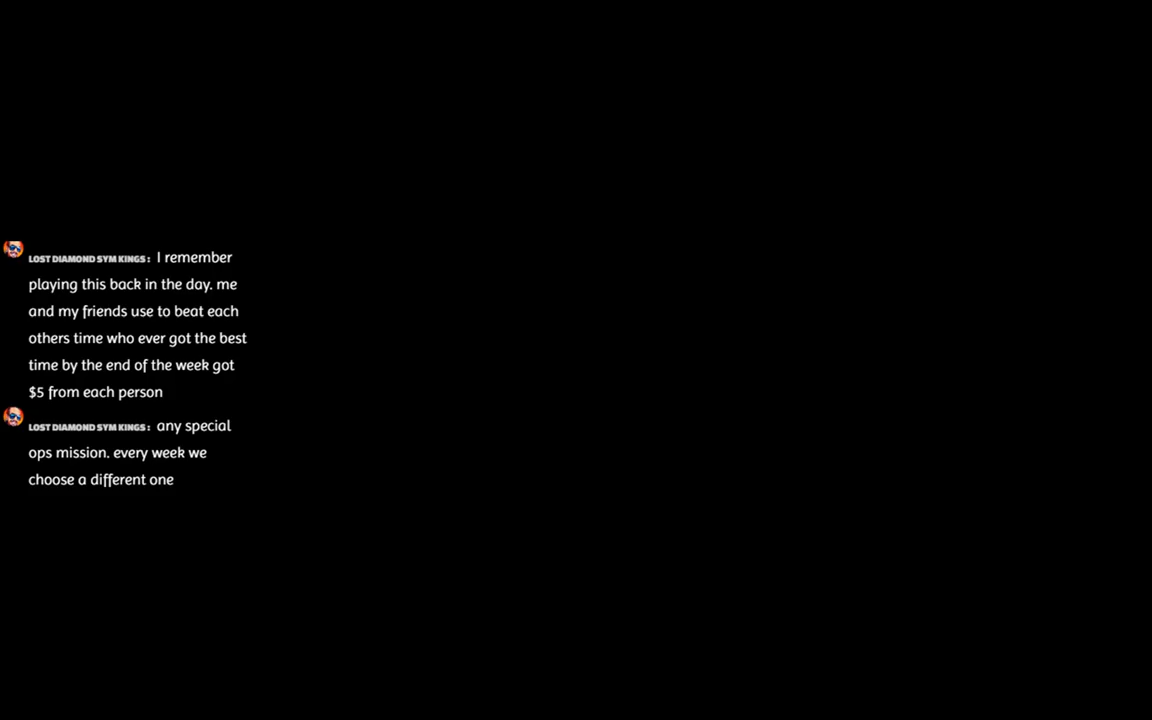 LOST DIAMOND SYM KINGS : I remember
playing this back in the day. me
and my friends use to beat each
others time who ever got the best
time by the end of the week got
$5 from each person
LOST DIAMOND SYM KINGS : any special
ops mission. every week we
choose a different one